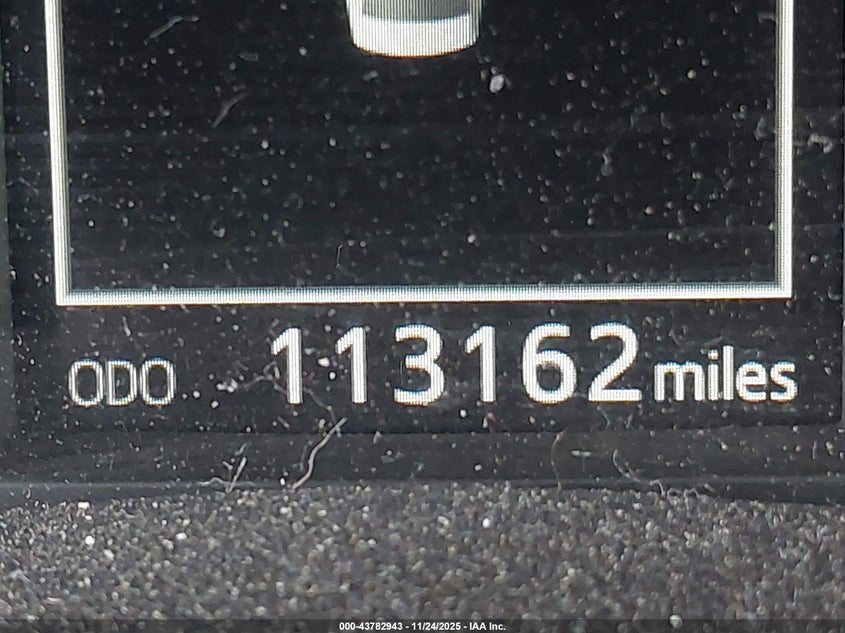 ODO 113162 miles
000-43782943 - 11/24/2025 - IAA Inc.